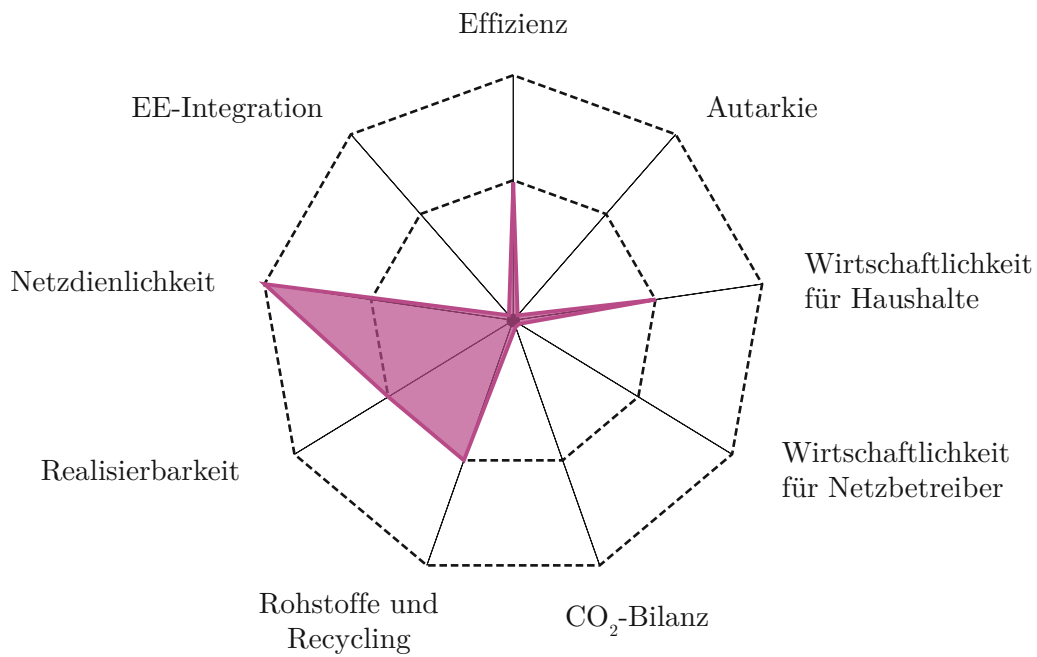 Effizienz
EE-Integration
Autarkie
Netzdienlichkeit
Wirtschaftlichkeit
für Haushalte
Realisierbarkeit
Wirtschaftlichkeit
für Netzbetreiber
Rohstoffe und
Recycling
CO₂-Bilanz